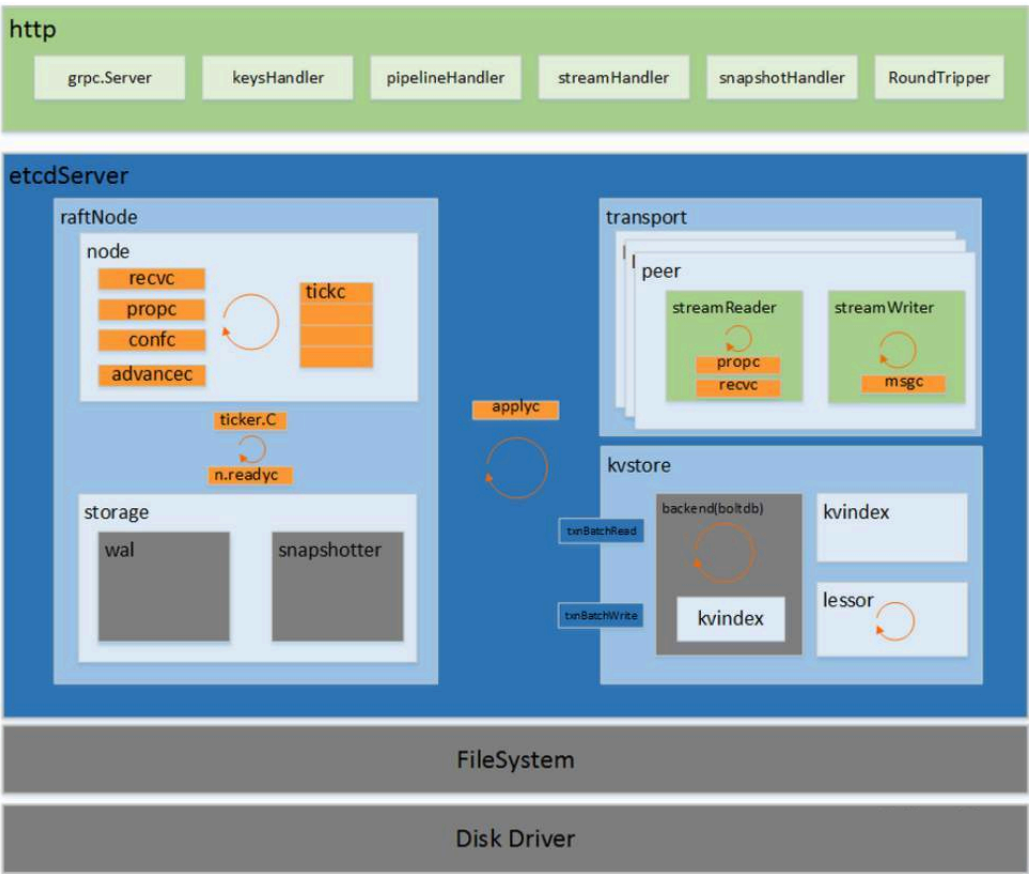 http
grpc.Server
keysHandler
pipelineHandler
streamHandler
snapshotHandler
RoundTripper
etcdServer
raftNode
node
recvc
propc
confc
advancec
tickc
ticker.C
n.readyc
storage
wal
snapshotter
applyc
transport
peer
streamReader
propc
recvc
streamWriter
msgc
kvstore
txnBatchRead
txnBatchWrite
backend(boltdb)
kvindex
kvindex
lessor
FileSystem
Disk Driver